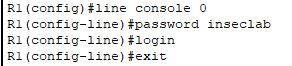 R1(config)#line console 0
R1(config-line)#password inseclab
R1(config-line)#login
R1(config-line)#exit